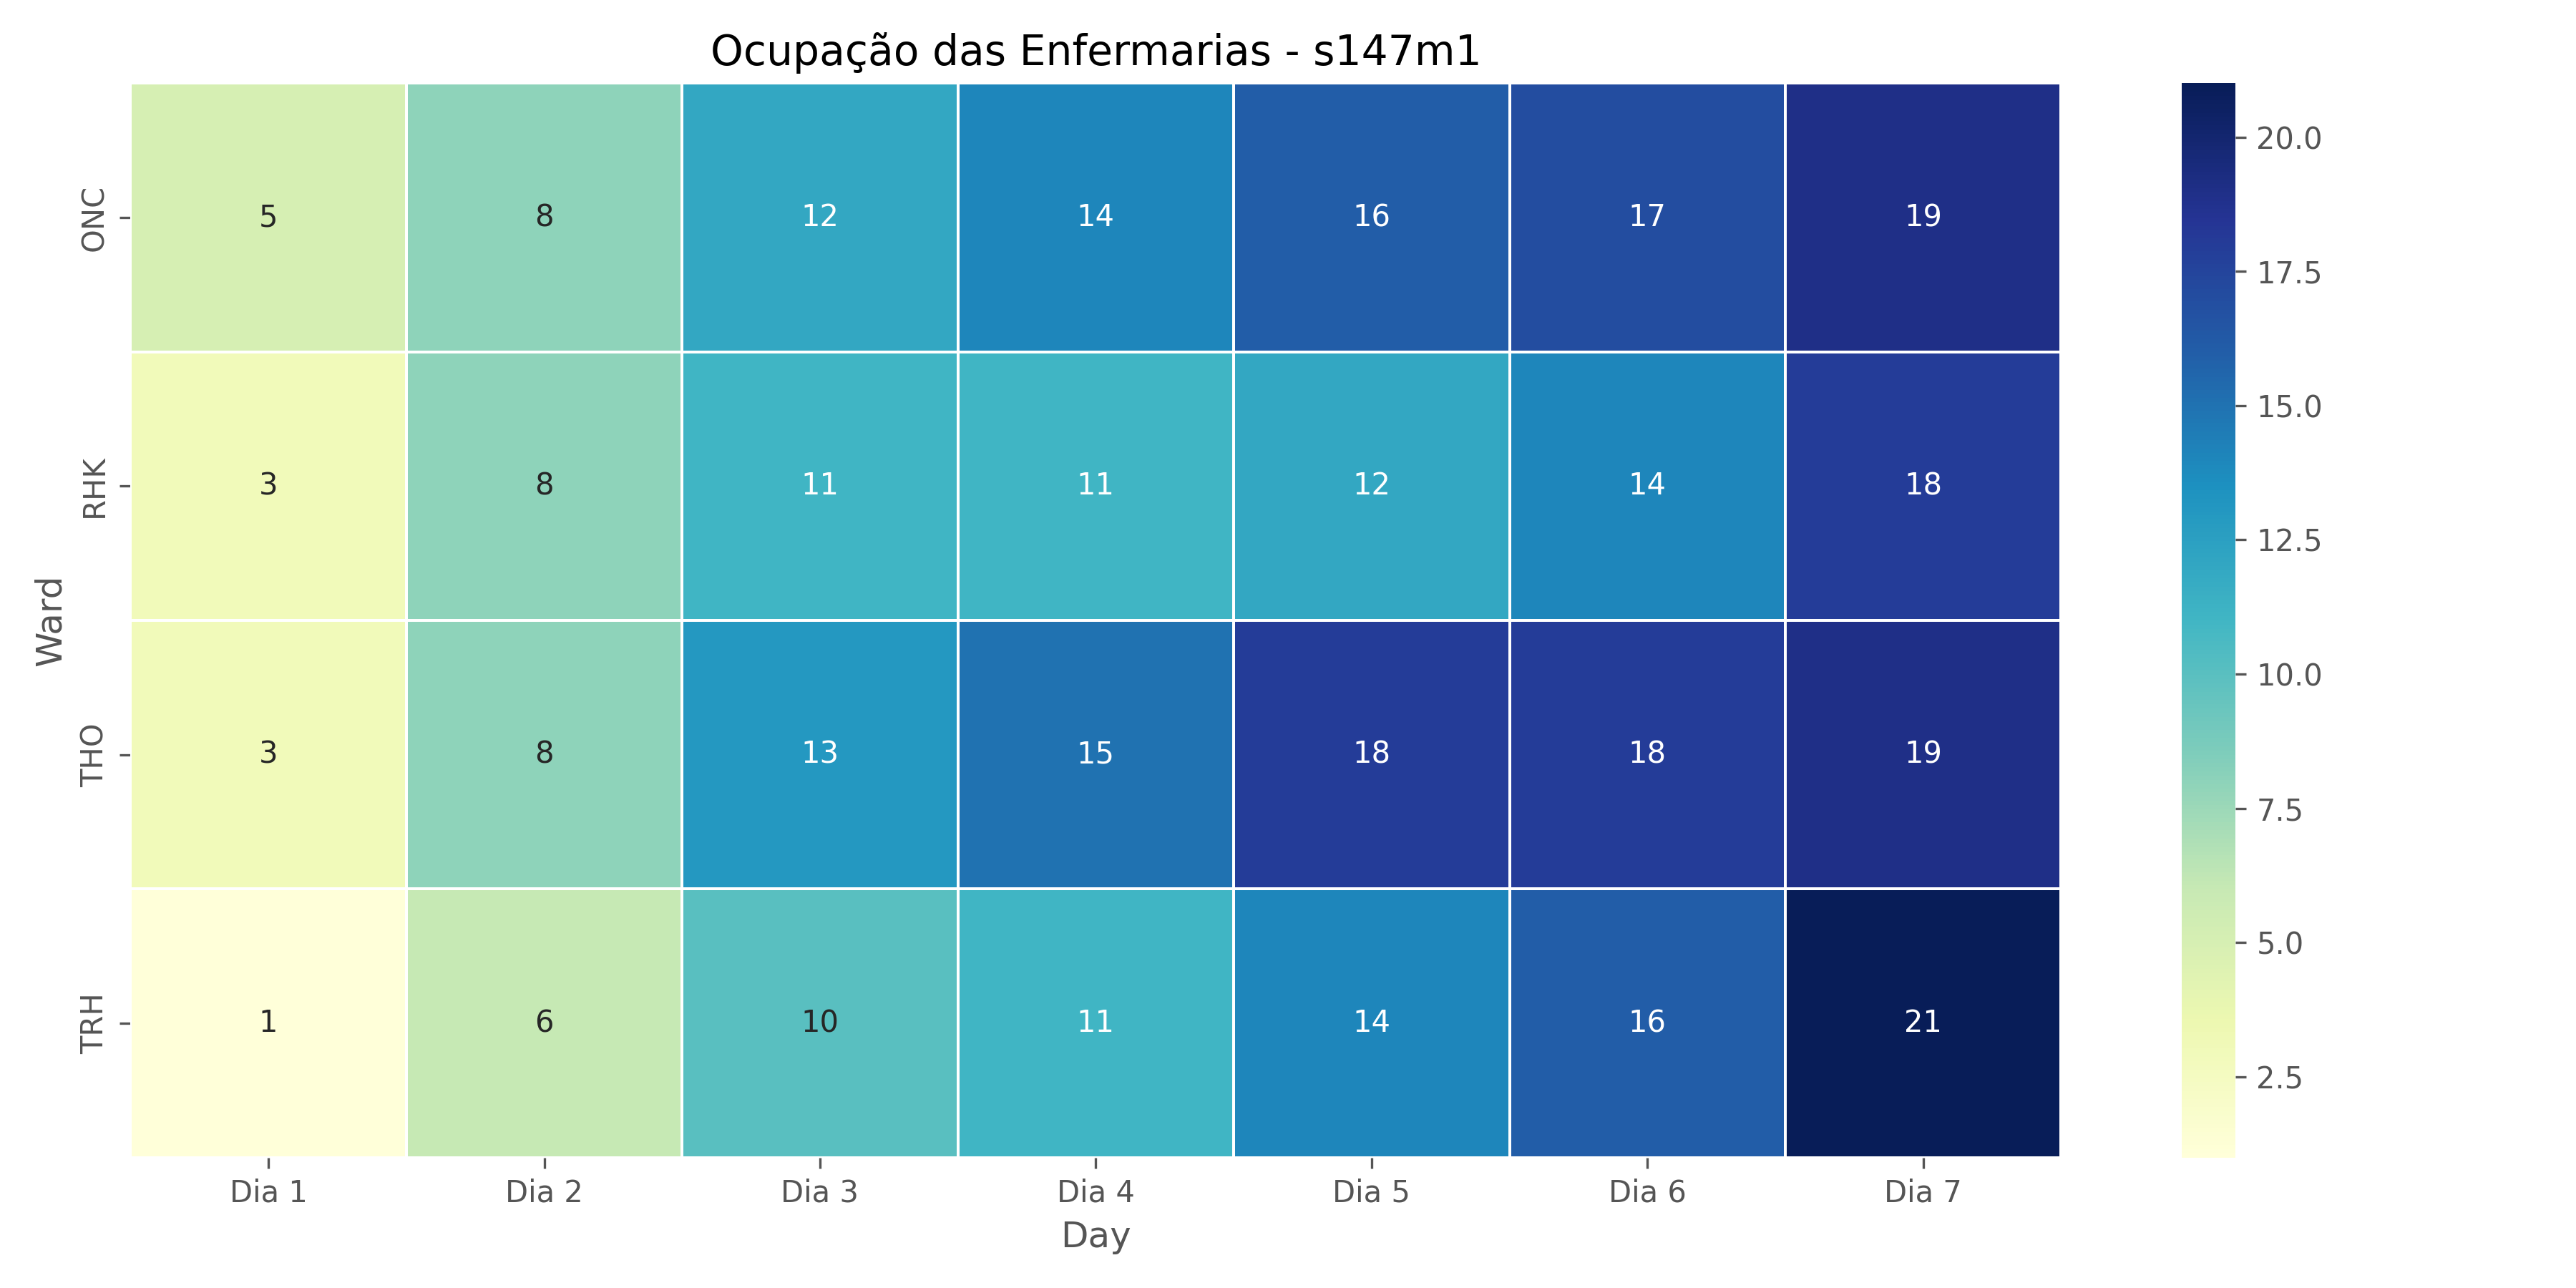 Ocupação das Enfermarias - s147m1
Ward
ONC 5 8 12 14 16 17 19
RHK 3 8 11 11 12 14 18
THO 3 8 13 15 18 18 19
TRH 1 6 10 11 14 16 21
Dia 1 Dia 2 Dia 3 Dia 4 Dia 5 Dia 6 Dia 7
Day
20.0
17.5
15.0
12.5
10.0
7.5
5.0
2.5